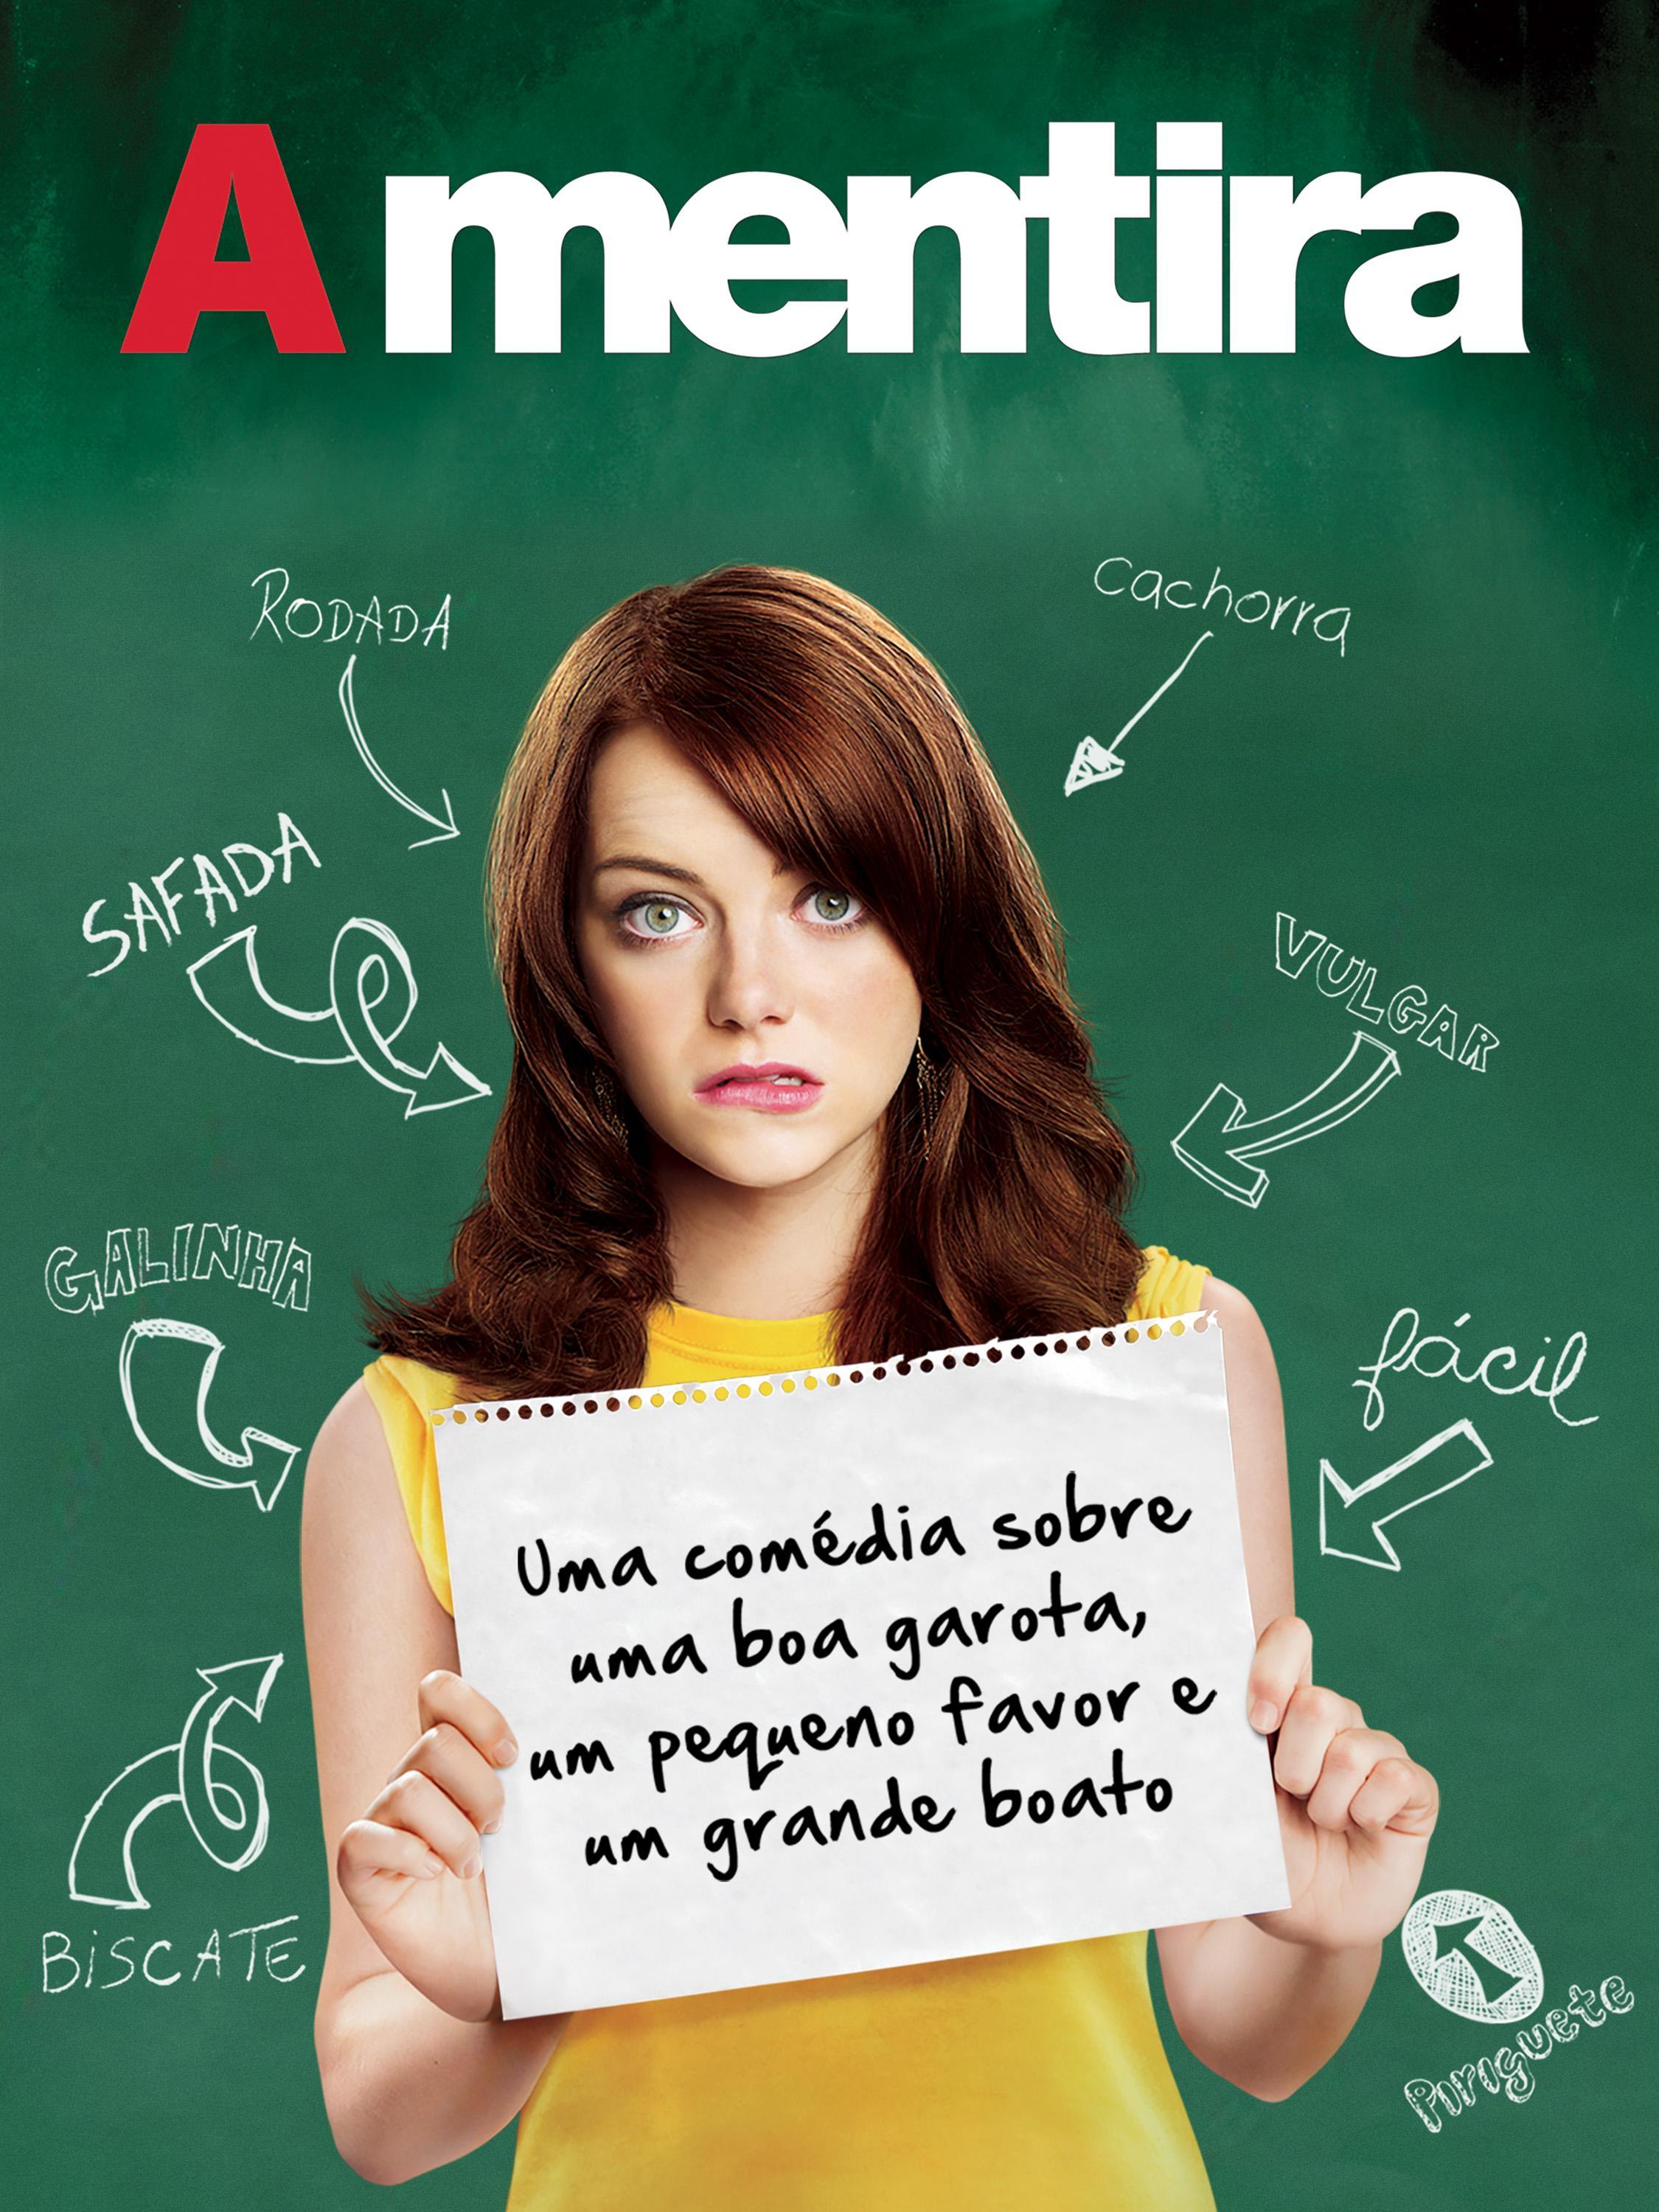 A mentira
RODADA
cachorra
SAFADA
VULGAR
GALINHA
fácil
Uma comédia sobre
uma boa garota,
um pequeno favor e
um grande boato
BiSCATE
Piriguete